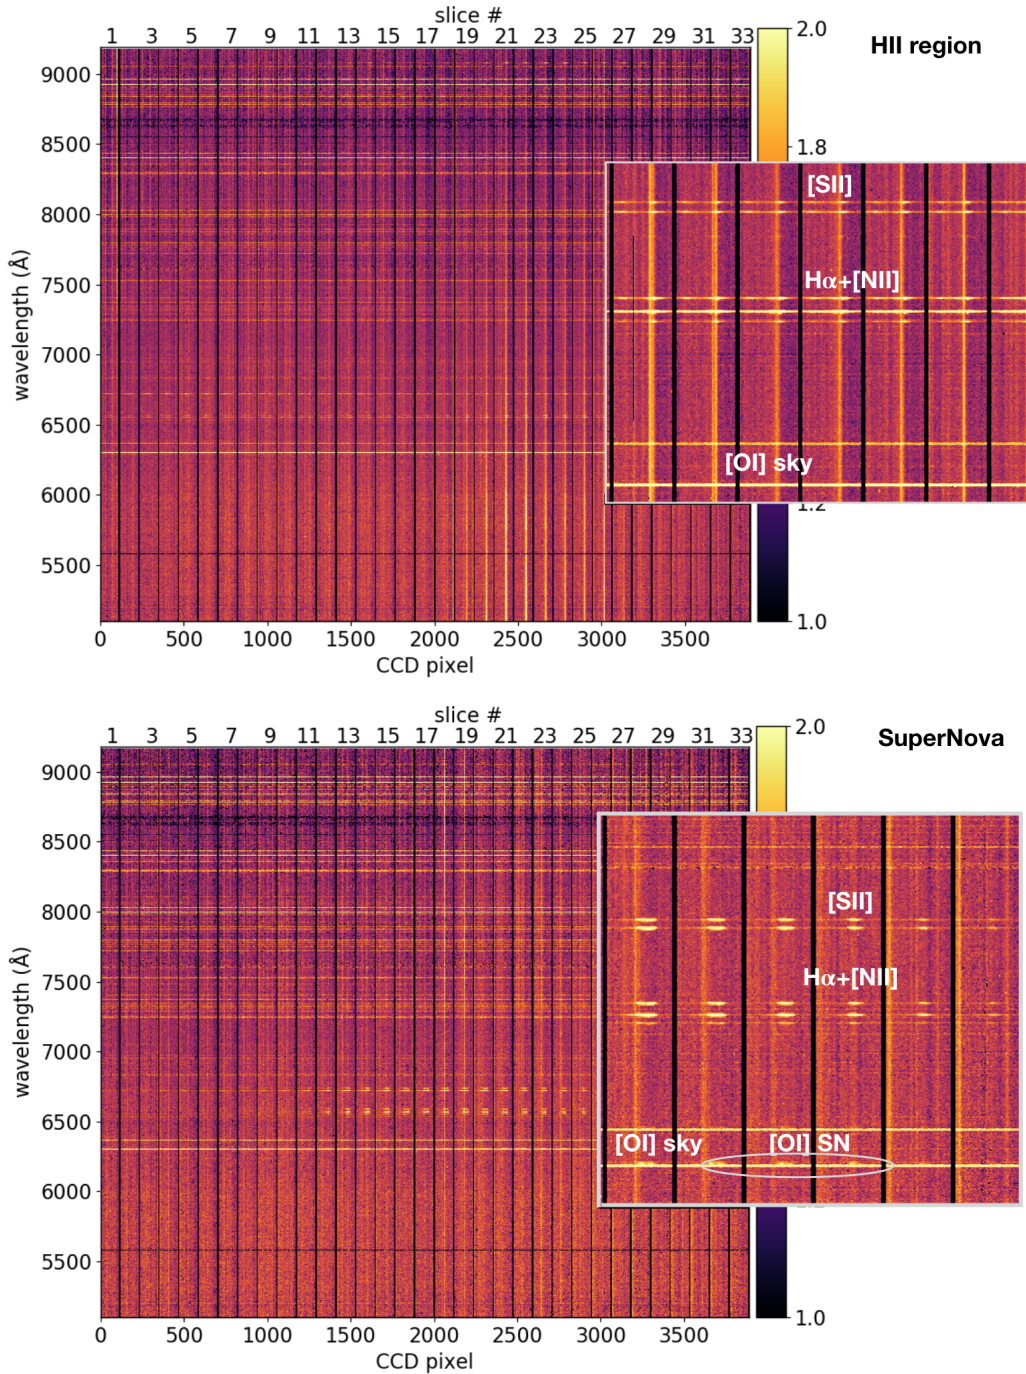 slice #
1 3 5 7 9 11 13 15 17 19 21 23 25 27 29 31 33
HII region
9000
8500
8000
7500
7000
6500
6000
5500
wavelength (Å)
0 500 1000 1500 2000 2500 3000 3500
CCD pixel
2.0
1.8
1.2
1.0
[SII]
Hα+[NII]
[OI] sky
slice #
1 3 5 7 9 11 13 15 17 19 21 23 25 27 29 31 33
SuperNova
9000
8500
8000
7500
7000
6500
6000
5500
wavelength (Å)
0 500 1000 1500 2000 2500 3000 3500
CCD pixel
2.0
1.0
[SII]
Hα+[NII]
[OI] sky [OI] SN